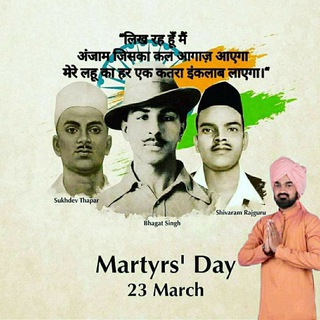 “लिख रह हूँ मैं
अंजाम जिसका कल आगाज़ आएगा
मेरे लहू का हर एक कतरा इंकलाब लाएगा।“
Sukhdev Thapar
Bhagat Singh
Shivaram Rajguru
Martyrs' Day
23 March